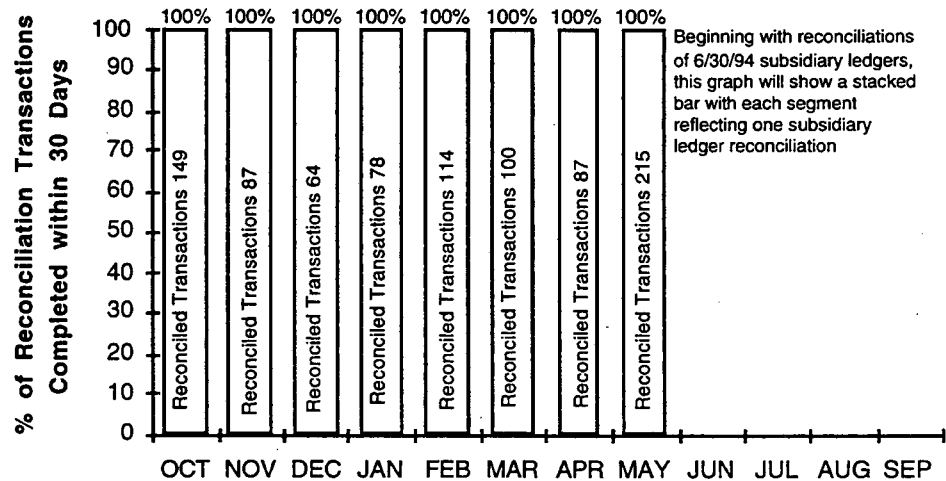 % of Reconciliation Transactions
Completed within 30 Days
100% 100% 100% 100% 100% 100% 100% 100%
100
90
80
70
60
50
40
30
20
10
0
Reconciled Transactions 149
Reconciled Transactions 87
Reconciled Transactions 64
Reconciled Transactions 78
Reconciled Transactions 114
Reconciled Transactions 100
Reconciled Transactions 87
Reconciled Transactions 215
Beginning with reconciliations
of 6/30/94 subsidiary ledgers,
this graph will show a stacked
bar with each segment
reflecting one subsidiary
ledger reconciliation
OCT NOV DEC JAN FEB MAR APR MAY JUN JUL AUG SEP